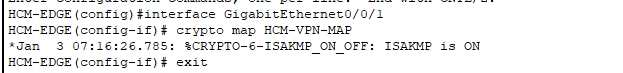 HCM-EDGE(config)#interface GigabitEthernet0/0/1
HCM-EDGE(config-if)# crypto map HCM-VPN-MAP
*Jan  3 07:16:26.785: %CRYPTO-6-ISAKMP_ON_OFF: ISAKMP is ON
HCM-EDGE(config-if)# exit